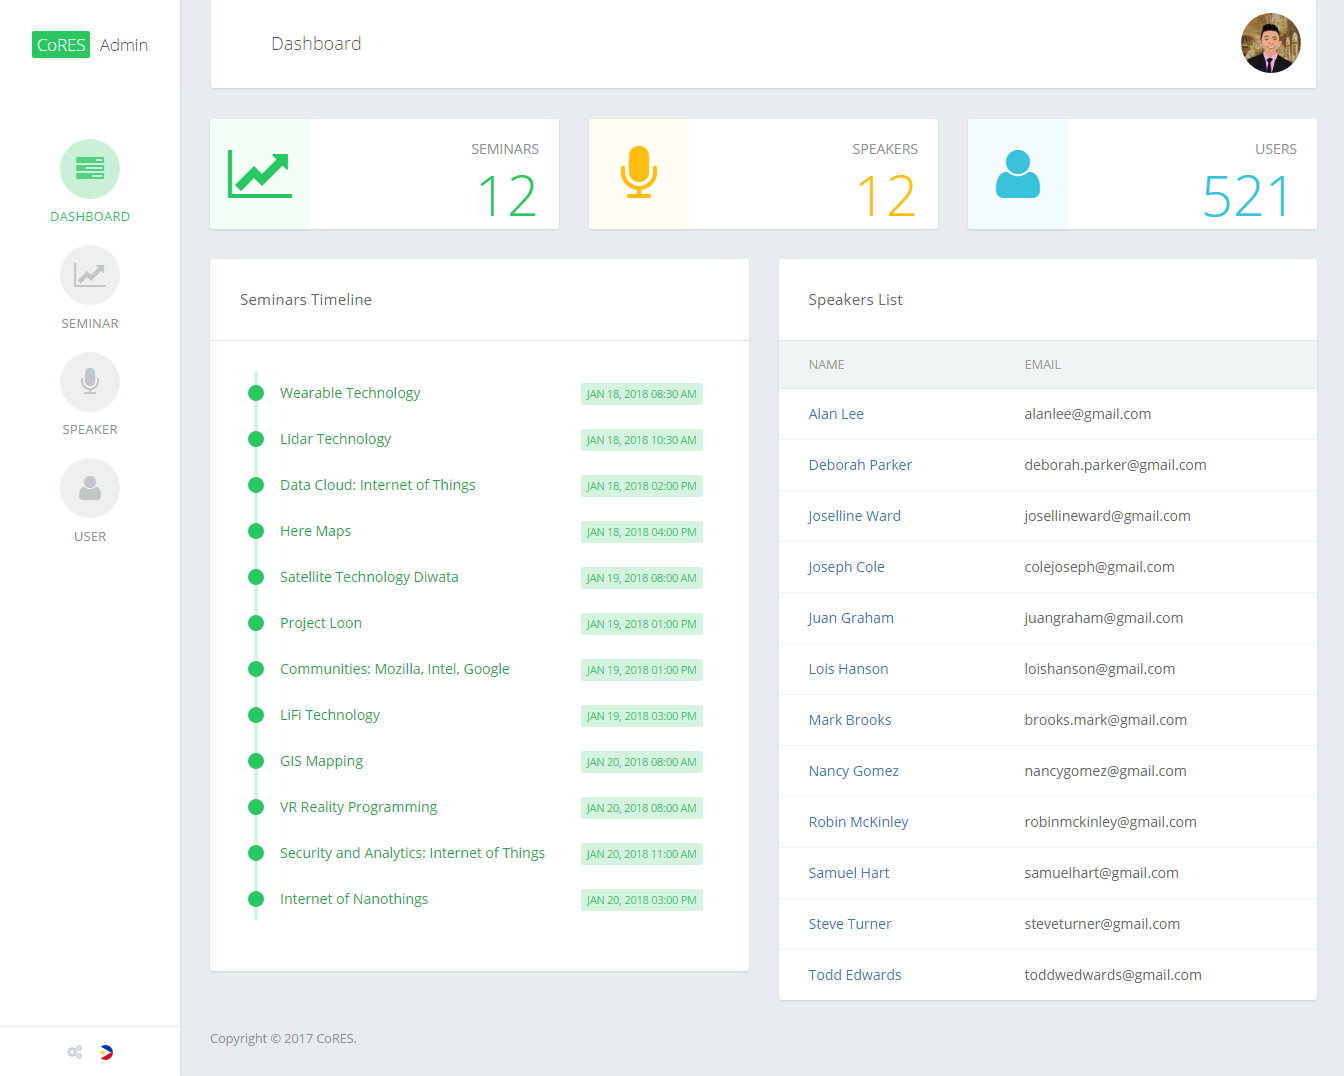 CoRES Admin
Dashboard
DASHBOARD
SEMINAR
SPEAKER
USER
SEMINARS
12
SPEAKERS
12
USERS
521
Seminars Timeline
Wearable Technology JAN 18, 2018 08:30 AM
Lidar Technology JAN 18, 2018 10:30 AM
Data Cloud: Internet of Things JAN 18, 2018 02:00 PM
Here Maps JAN 18, 2018 04:00 PM
Satellite Technology Diwata JAN 19, 2018 08:00 AM
Project Loon JAN 19, 2018 01:00 PM
Communities: Mozilla, Intel, Google JAN 19, 2018 01:00 PM
LiFi Technology JAN 19, 2018 03:00 PM
GIS Mapping JAN 20, 2018 08:00 AM
VR Reality Programming JAN 20, 2018 08:00 AM
Security and Analytics: Internet of Things JAN 20, 2018 11:00 AM
Internet of Nanothings JAN 20, 2018 03:00 PM
Speakers List
NAME EMAIL
Alan Lee alanlee@gmail.com
Deborah Parker deborah.parker@gmail.com
Joselline Ward josellineward@gmail.com
Joseph Cole colejoseph@gmail.com
Juan Graham juangraham@gmail.com
Lois Hanson loishanson@gmail.com
Mark Brooks brooks.mark@gmail.com
Nancy Gomez nancygomez@gmail.com
Robin McKinley robinmckinley@gmail.com
Samuel Hart samuelhart@gmail.com
Steve Turner steveturner@gmail.com
Todd Edwards toddwedwards@gmail.com
Copyright © 2017 CoRES.